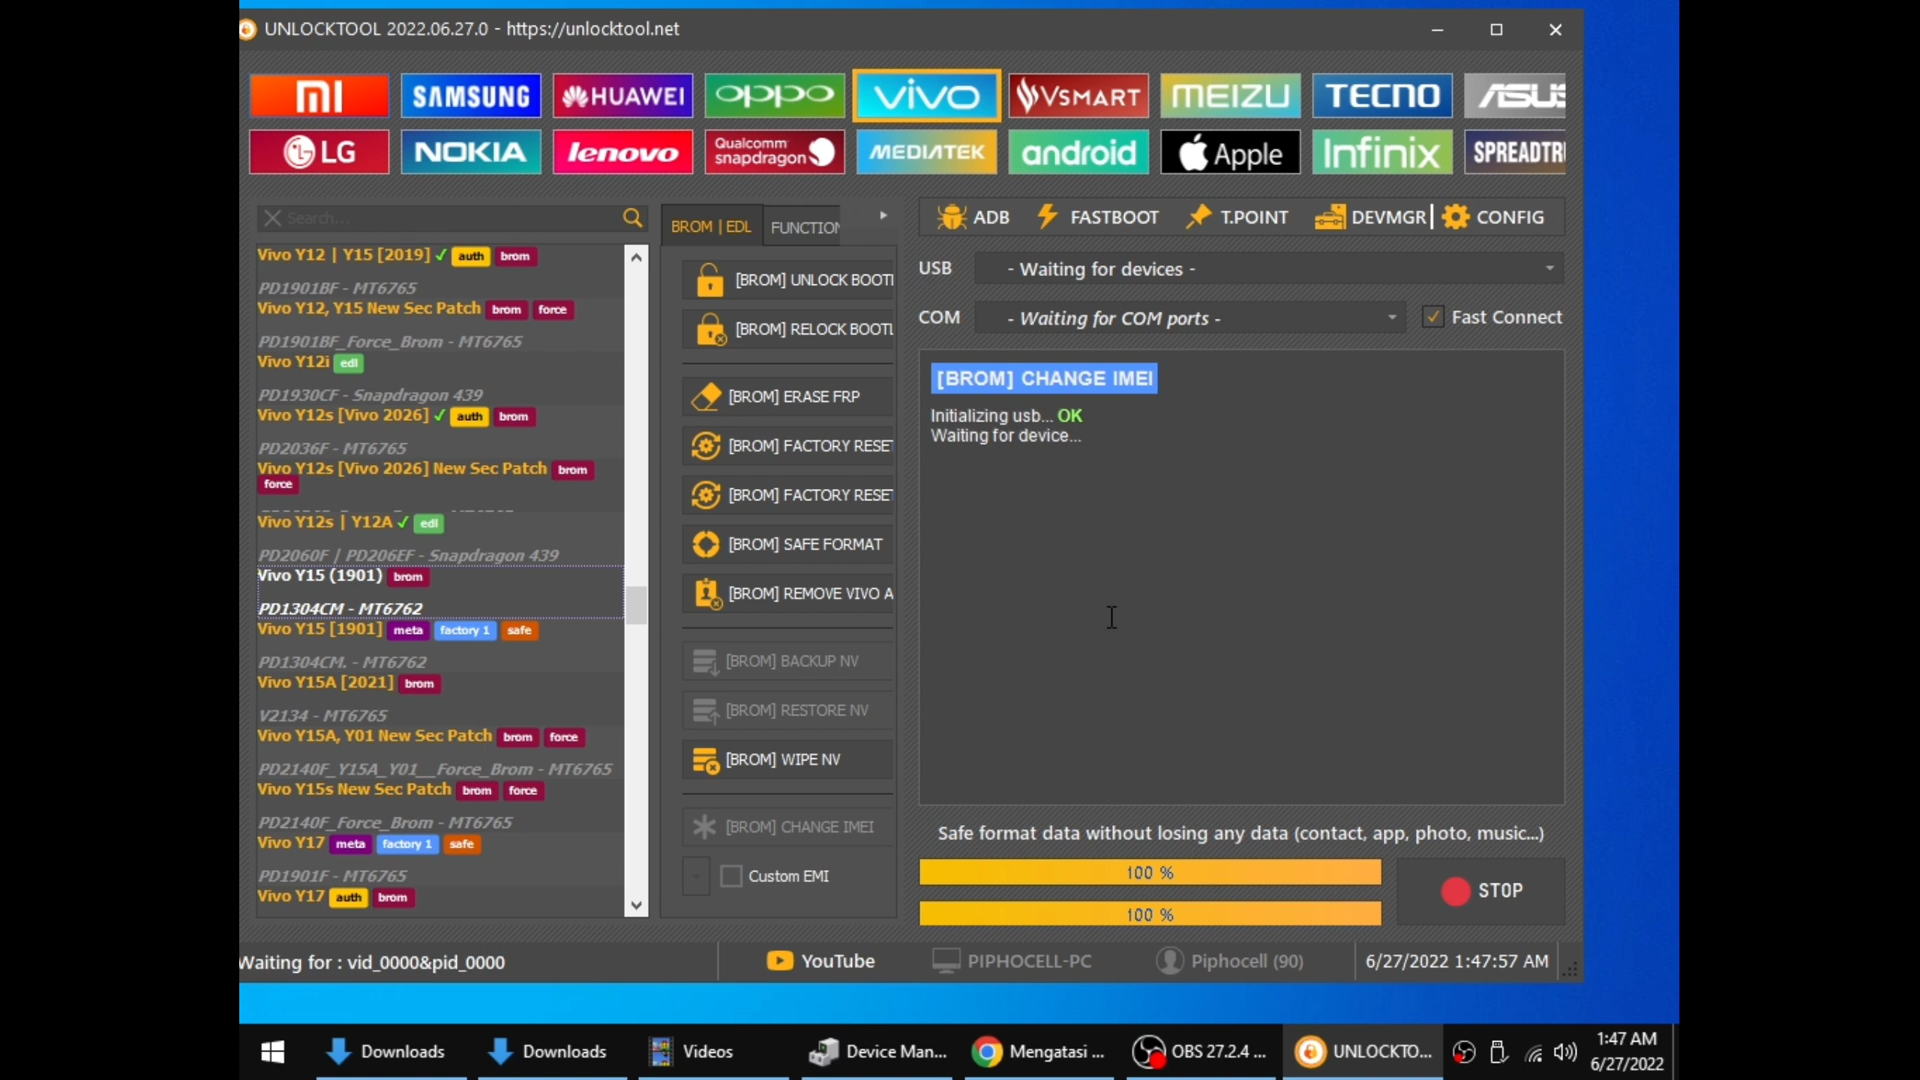 UNLOCKTOOL 2022.06.27.0 - https://unlocktool.net
mi SAMSUNG HUAWEI oppo vivo VSMART MEIZU TECNO ASUS
LG NOKIA lenovo Qualcomm snapdragon MEDIATEK android Apple Infinix SPREADTR
Search...
BROM | EDL FUNCTION
ADB FASTBOOT T.POINT DEVMGR CONFIG
USB - Waiting for devices -
COM - Waiting for COM ports - Fast Connect
Vivo Y12 | Y15 [2019] ✓ auth brom
PD1901BF - MT6765
Vivo Y12, Y15 New Sec Patch brom force
PD1901BF_Force_Brom - MT6765
Vivo Y12i edl
PD1930CF - Snapdragon 439
Vivo Y12s [Vivo 2026] ✓ auth brom
PD2036F - MT6765
Vivo Y12s [Vivo 2026] New Sec Patch brom
force
Vivo Y12s | Y12A ✓ edl
PD2060F | PD206EF - Snapdragon 439
Vivo Y15 (1901) brom
PD1304CM - MT6762
Vivo Y15 [1901] meta factory 1 safe
PD1304CM. - MT6762
Vivo Y15A [2021] brom
V2134 - MT6765
Vivo Y15A, Y01 New Sec Patch brom force
PD2140F_Y15A_Y01__Force_Brom - MT6765
Vivo Y15s New Sec Patch brom force
PD2140F_Force_Brom - MT6765
Vivo Y17 meta factory 1 safe
PD1901F - MT6765
Vivo Y17 auth brom
[BROM] UNLOCK BOOTL
[BROM] RELOCK BOOTL
[BROM] ERASE FRP
[BROM] FACTORY RESET
[BROM] FACTORY RESET
[BROM] SAFE FORMAT
[BROM] REMOVE VIVO A
[BROM] BACKUP NV
[BROM] RESTORE NV
[BROM] WIPE NV
[BROM] CHANGE IMEI
Custom EMI
[BROM] CHANGE IMEI
Initializing usb... OK
Waiting for device...
Safe format data without losing any data (contact, app, photo, music...)
100 %
100 %
STOP
Waiting for : vid_0000&pid_0000 YouTube PIPHOCELL-PC Piphocell (90) 6/27/2022 1:47:57 AM
Downloads Downloads Videos Device Man... Mengatasi ... OBS 27.2.4 ... UNLOCKTO... 1:47 AM
6/27/2022